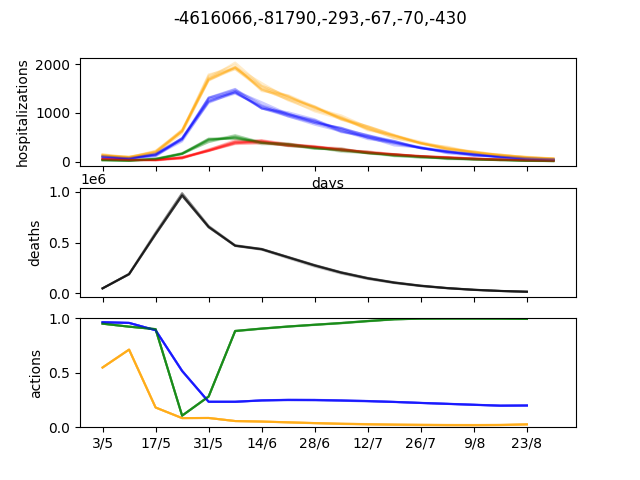 -4616066,-81790,-293,-67,-70,-430
hospitalizations
2000
1000
0
days
1e6
deaths
1.0
0.5
0.0
actions
1.0
0.5
0.0
3/5 17/5 31/5 14/6 28/6 12/7 26/7 9/8 23/8